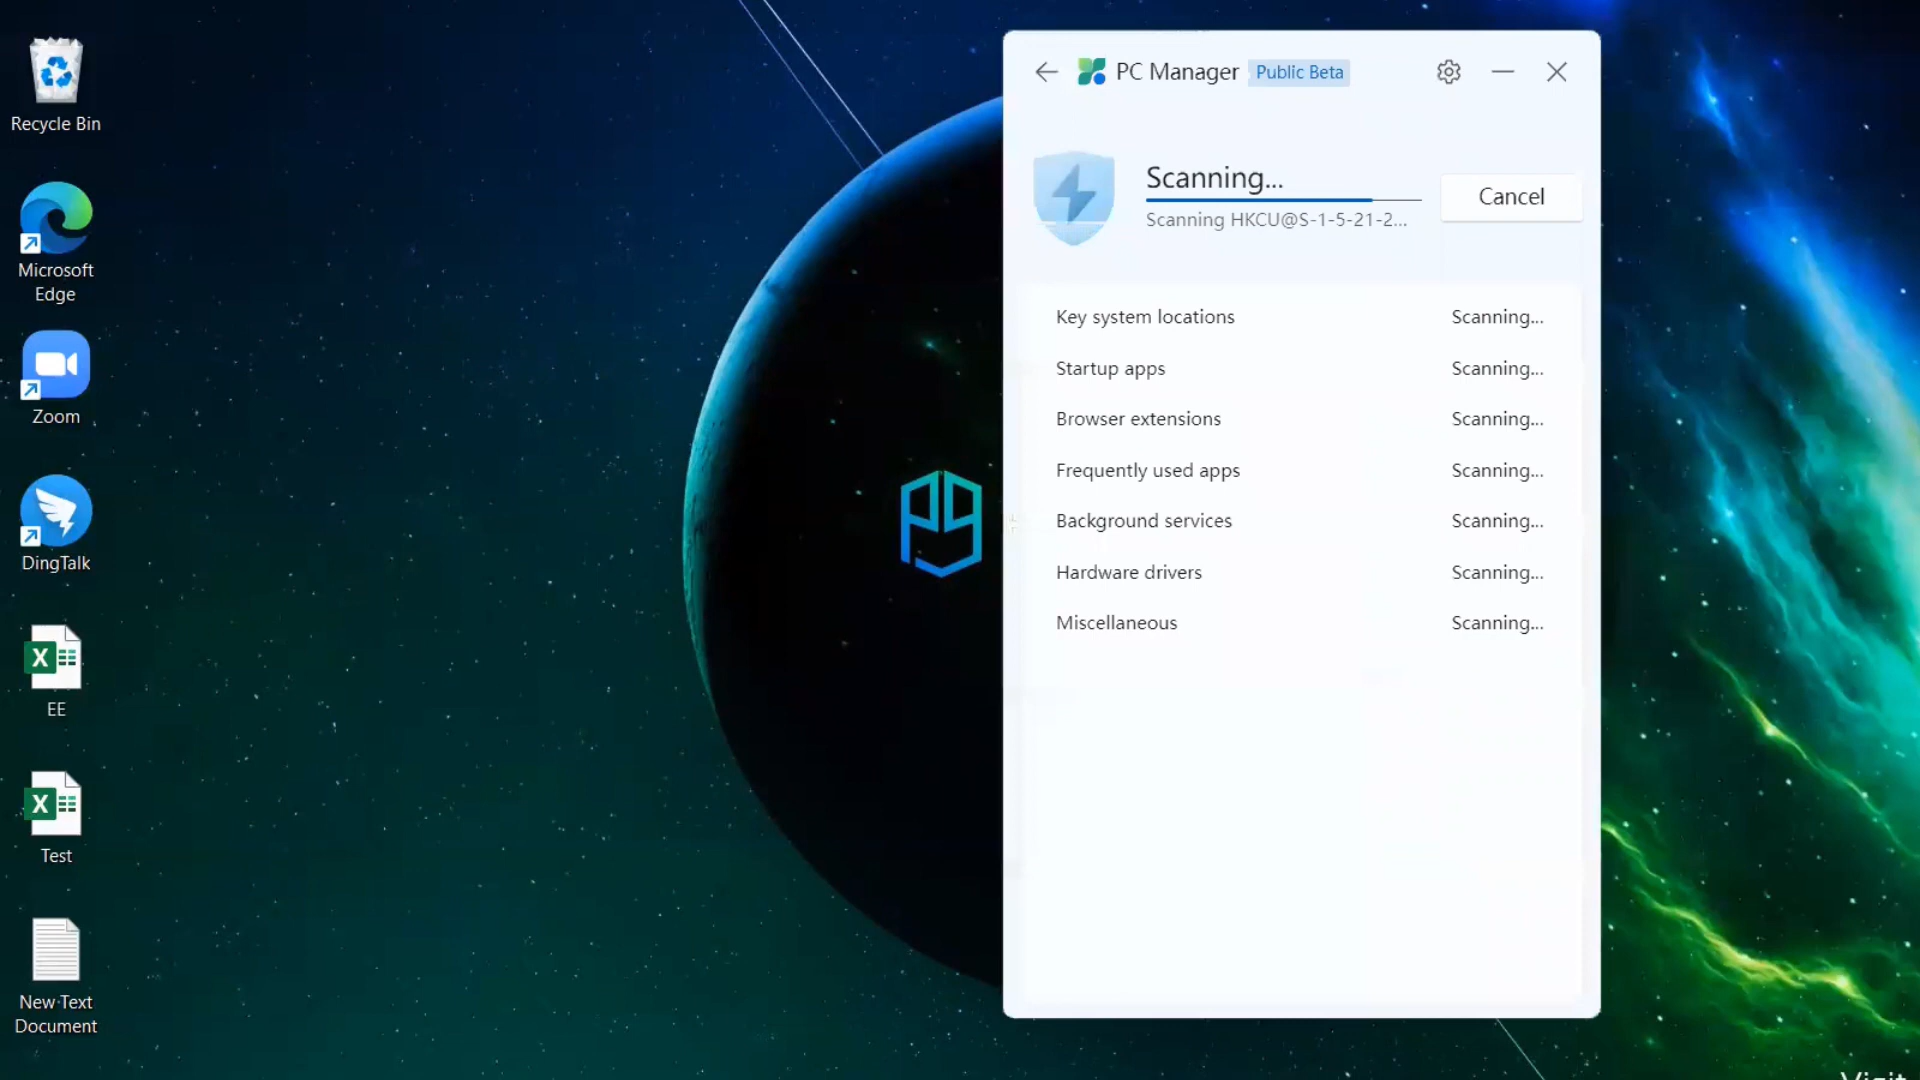 Recycle Bin
Microsoft
Edge
Zoom
DingTalk
EE
Test
New Text
Document
PC Manager
Public Beta
Scanning...
Scanning HKCU@S-1-5-21-2...
Cancel
Key system locations
Scanning...
Startup apps
Scanning...
Browser extensions
Scanning...
Frequently used apps
Scanning...
Background services
Scanning...
Hardware drivers
Scanning...
Miscellaneous
Scanning...